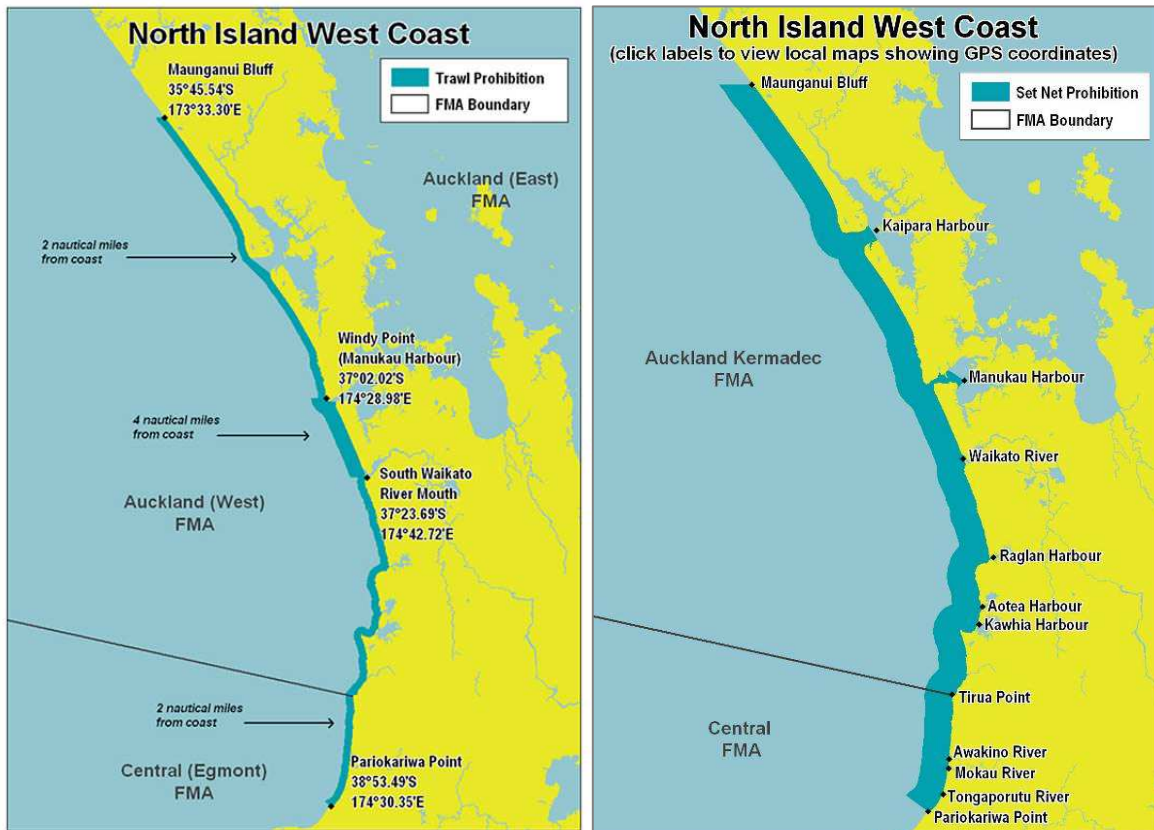 North Island West Coast
Maunganui Bluff
35°45.54'S
173°33.30'E
Trawl Prohibition
FMA Boundary
Auckland (East)
FMA
2 nautical miles
from coast
Windy Point
(Manukau Harbour)
37°02.02'S
174°28.98'E
4 nautical miles
from coast
South Waikato
River Mouth
37°23.69'S
174°42.72'E
Auckland (West)
FMA
2 nautical miles
from coast
Central (Egmont)
FMA
Pariokariwa Point
38°53.49'S
174°30.35'E
North Island West Coast
(click labels to view local maps showing GPS coordinates)
Maunganui Bluff
Set Net Prohibition
FMA Boundary
Kaipara Harbour
Auckland Kermadec
FMA
Manukau Harbour
Waikato River
Raglan Harbour
Aotea Harbour
Kawhia Harbour
Tirua Point
Central
FMA
Awakino River
Mokau River
Tongaporutu River
Pariokariwa Point